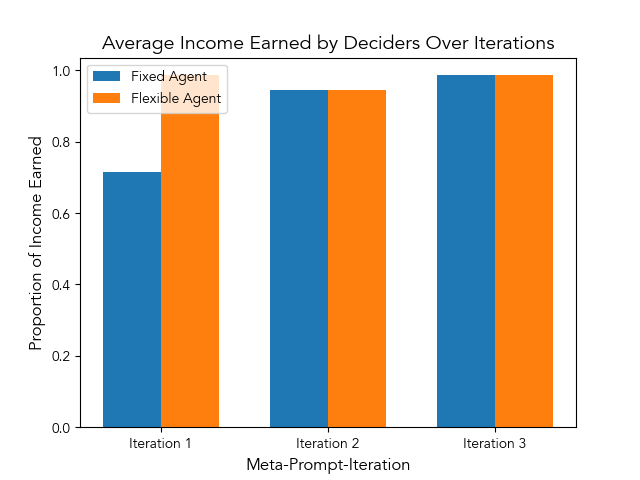 Average Income Earned by Deciders Over Iterations
Fixed Agent
Flexible Agent
Proportion of Income Earned
1.0
0.8
0.6
0.4
0.2
0.0
Iteration 1
Iteration 2
Iteration 3
Meta-Prompt-Iteration